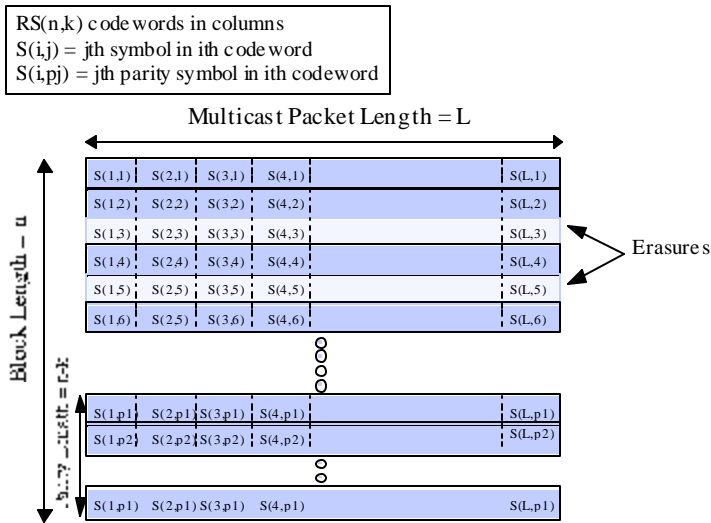 RS(n,k) codewords in columns
S(i,j) = jth symbol in ith codeword
S(i,pj) = jth parity symbol in ith codeword
Multicast Packet Length = L
S(1,1) S(2,1) S(3,1) S(4,1) S(L,1)
S(1,2) S(2,2) S(3,2) S(4,2) S(L,2)
S(1,3) S(2,3) S(3,3) S(4,3) S(L,3)
Erasures
S(1,4) S(2,4) S(3,4) S(4,4) S(L,4)
S(1,5) S(2,5) S(3,5) S(4,5) S(L,5)
S(1,6) S(2,5) S(3,6) S(4,6) S(L,6)
Block Length = n
S(1,p1) S(2,p1) S(3,p1) S(4,p1) S(L,p1)
S(1,p2) S(2,p2) S(3,p2) S(4,p2) S(L,p2)
= n-k
S(1,p1) S(2,p1) S(3,p1) S(4,p1) S(L,p1)